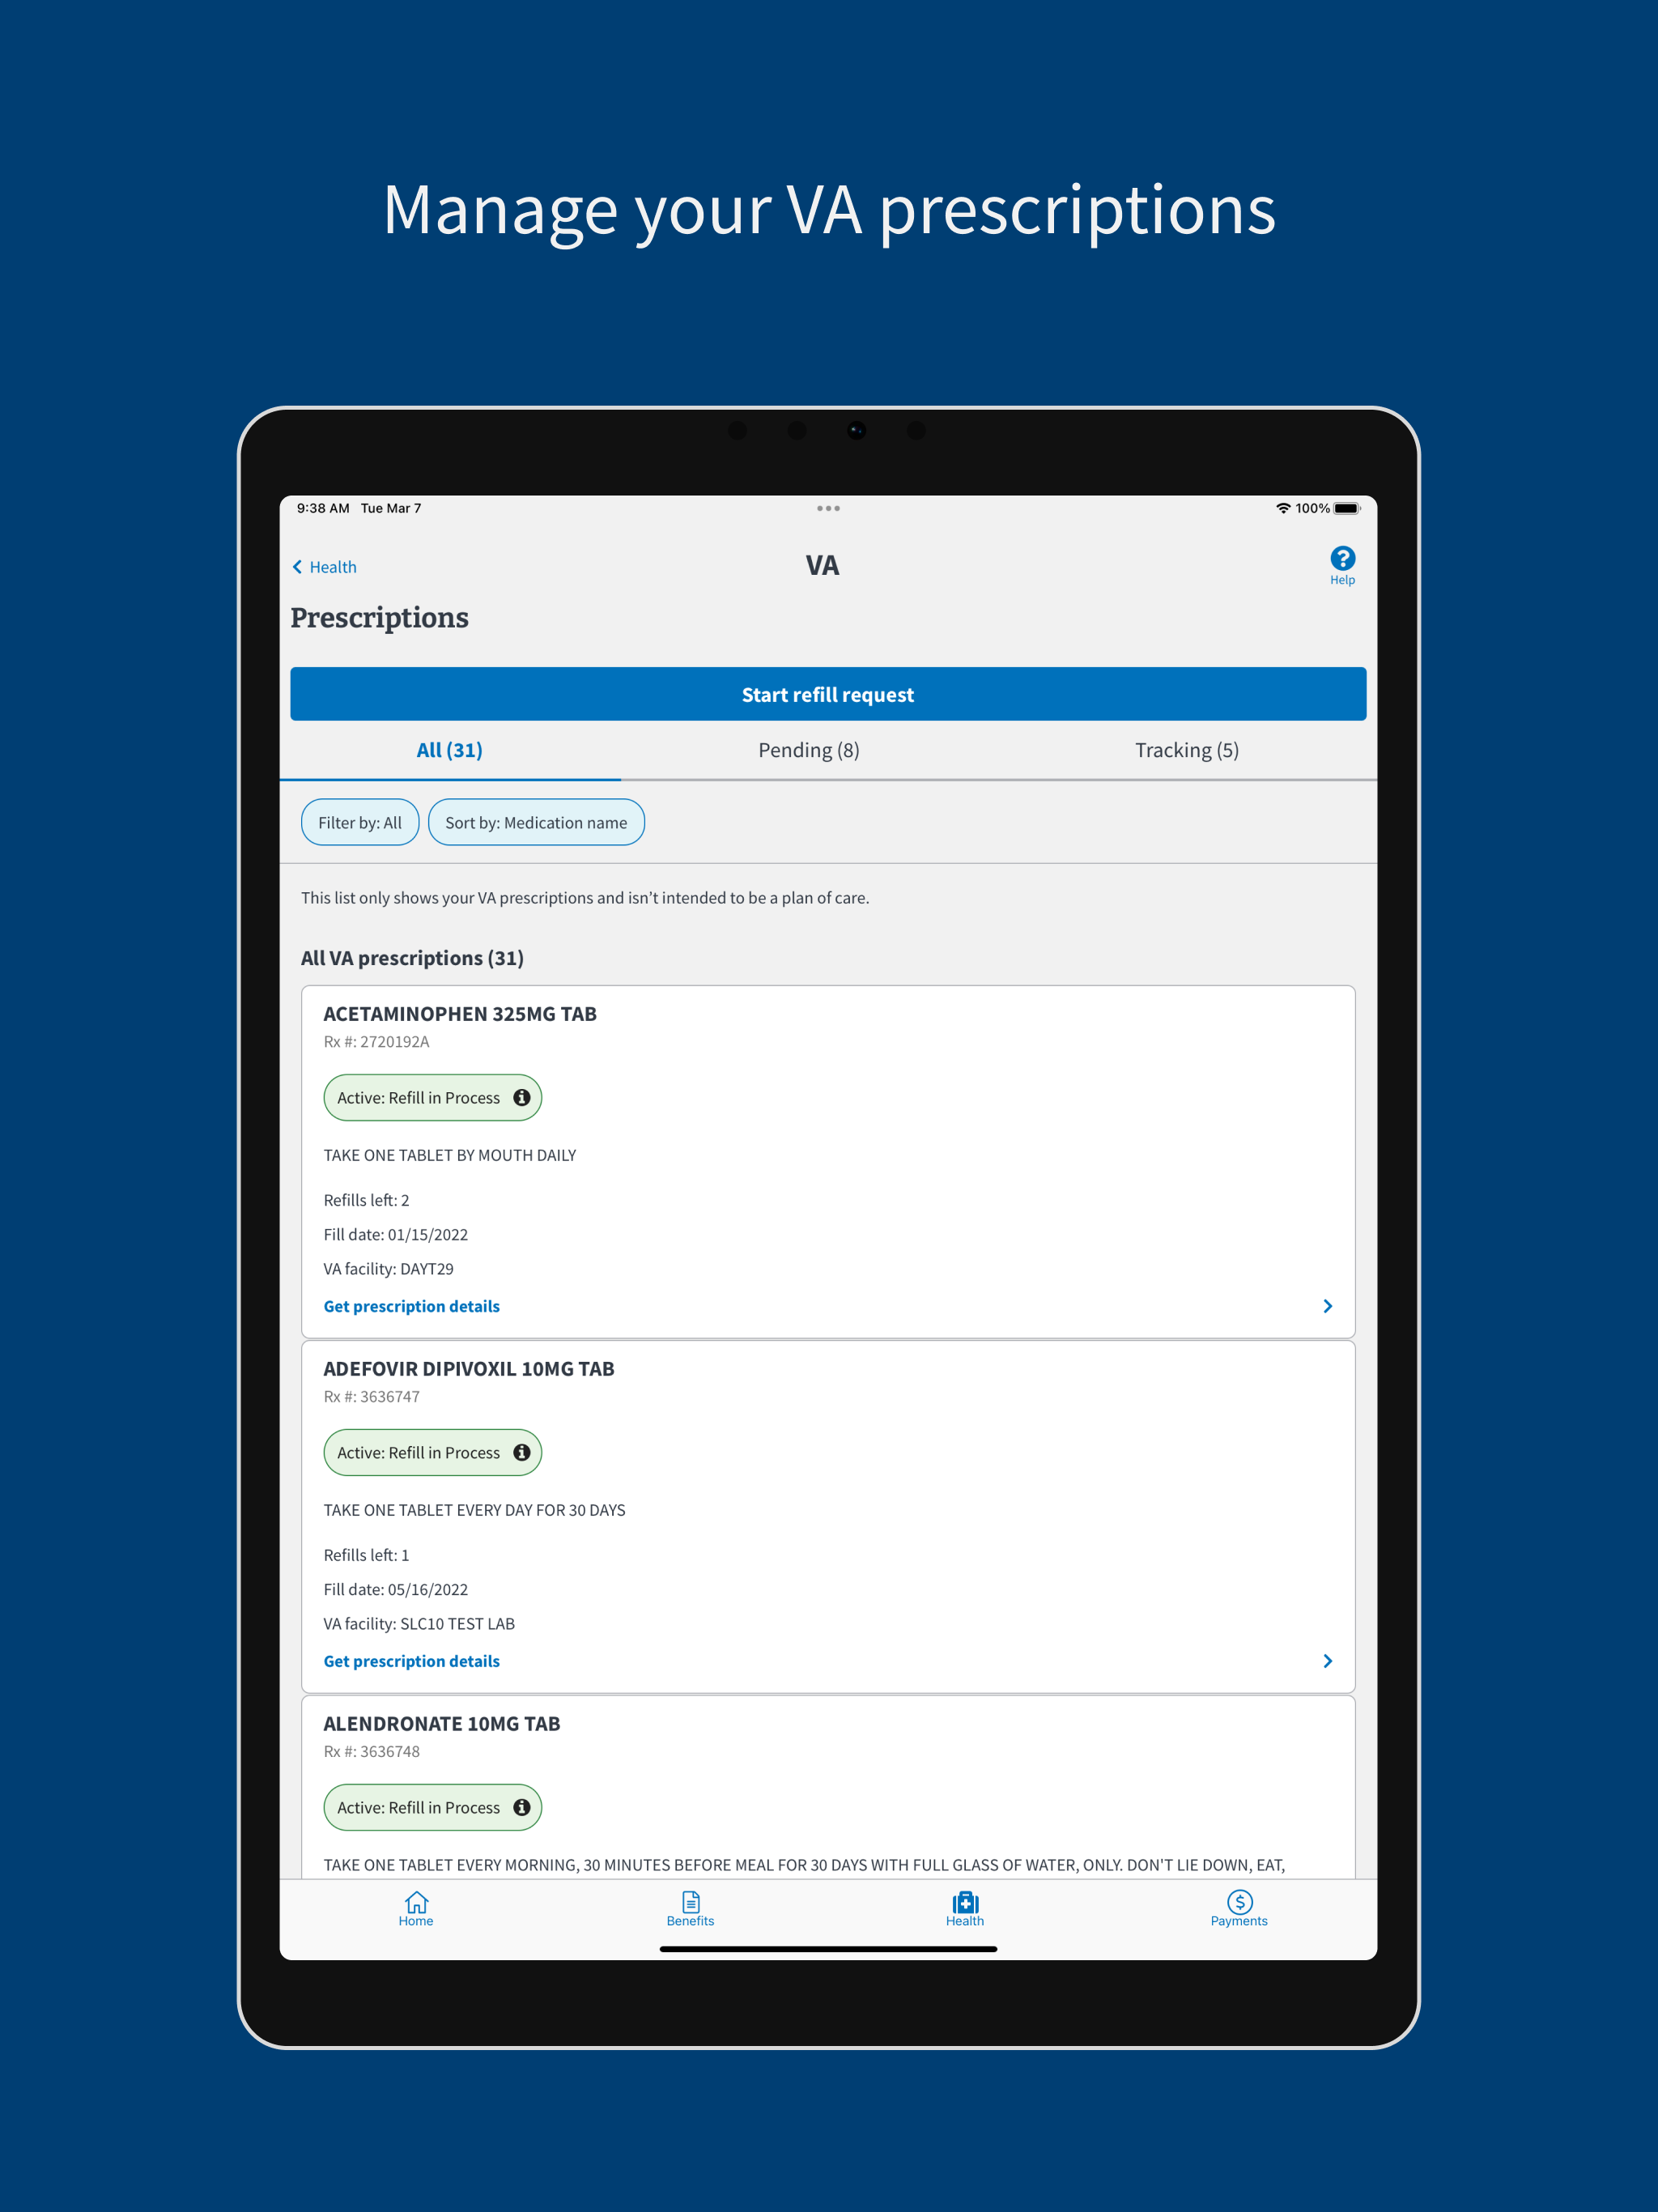 Manage your VA prescriptions
9:38 AM Tue Mar 7
100%
Health
VA
Help
Prescriptions
Start refill request
All (31)
Pending (8)
Tracking (5)
Filter by: All
Sort by: Medication name
This list only shows your VA prescriptions and isn't intended to be a plan of care.
All VA prescriptions (31)
ACETAMINOPHEN 325MG TAB
Rx #: 2720192A
Active: Refill in Process
TAKE ONE TABLET BY MOUTH DAILY
Refills left: 2
Fill date: 01/15/2022
VA facility: DAYT29
Get prescription details
ADEFOVIR DIPIVOXIL 10MG TAB
Rx #: 3636747
Active: Refill in Process
TAKE ONE TABLET EVERY DAY FOR 30 DAYS
Refills left: 1
Fill date: 05/16/2022
VA facility: SLC10 TEST LAB
Get prescription details
ALENDRONATE 10MG TAB
Rx #: 3636748
Active: Refill in Process
TAKE ONE TABLET EVERY MORNING, 30 MINUTES BEFORE MEAL FOR 30 DAYS WITH FULL GLASS OF WATER, ONLY. DON'T LIE DOWN, EAT,
Home
Benefits
Health
Payments